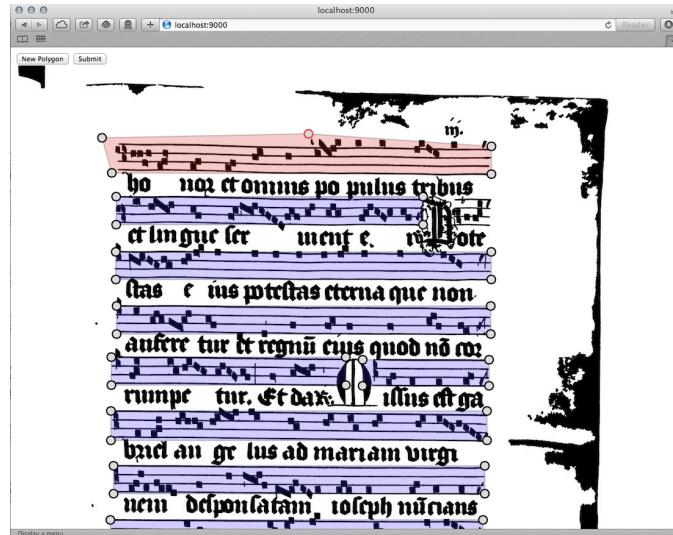 localhost:9000
Reader
New Polygon Submit
iij.
ho nor et omnis po pulus tribus
et lingue ser uient e. Pote
stas e ius potestas eterna que non
auferetur et regnū eius quod nō cor
rumpe tur. Et dax: Missus est ga
briel an ge lus ad mariam virgi
nem desponsatam ioseph nūcians
Display a menu